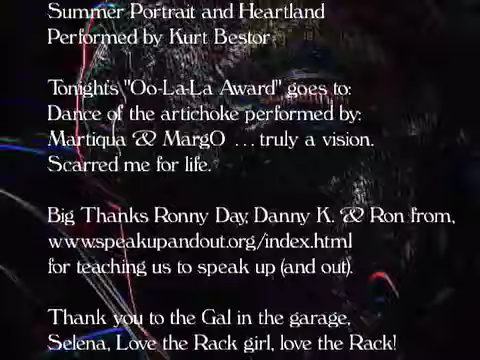 Summer Portrait and Heartland
Performed by Kurt Bestor
Tonight's "Oo-La-La Award" goes to:
Dance of the artichoke performed by:
Martiqua & MargO ...truly a vision.
Scarred me for life.
Big Thanks Ronny Day, Danny K. & Ron from,
www.speakupandout.org/index.html
for teaching us to speak up (and out).
Thank you to the Gal in the garage,
Selena, Love the Rack girl, love the Rack!